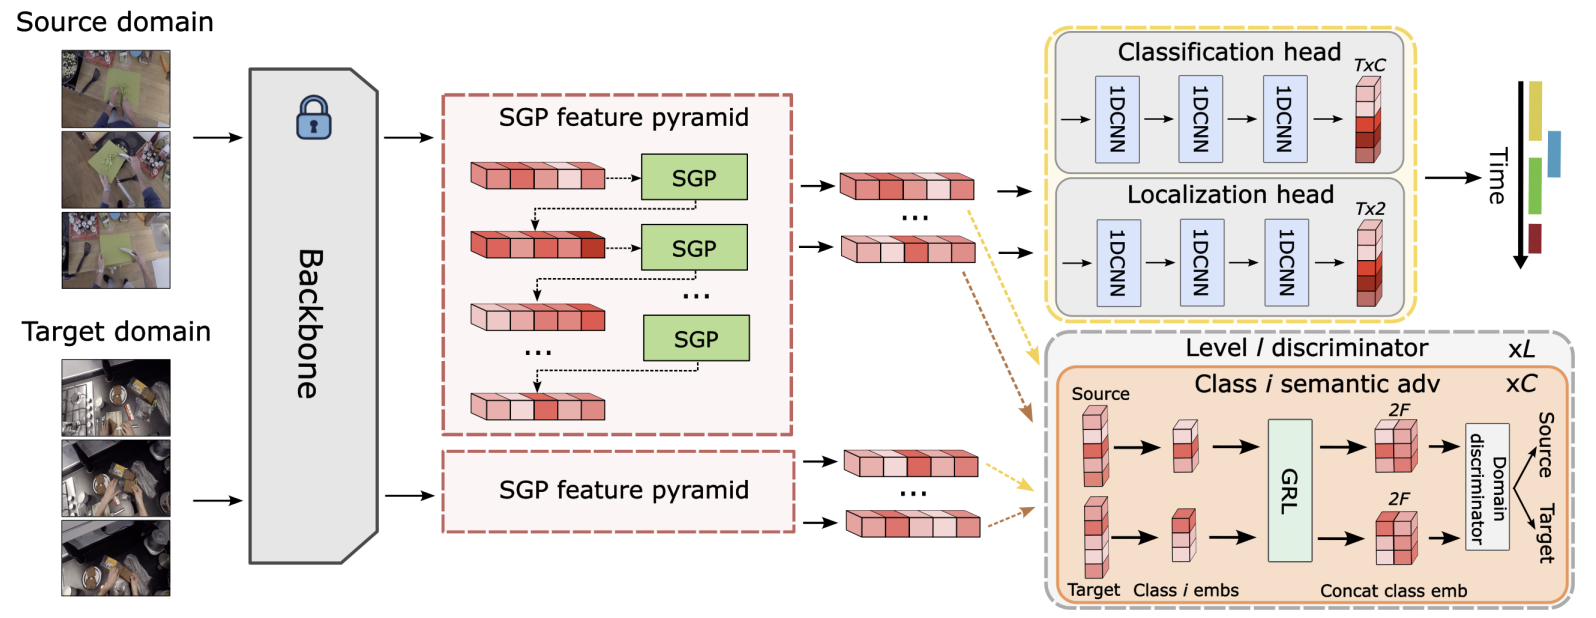 Source domain
Target domain
Backbone
SGP feature pyramid
SGP
SGP
...
SGP
...
SGP feature pyramid
...
...
Classification head
TxC
1DCNN
1DCNN
1DCNN
Localization head
Tx2
1DCNN
1DCNN
1DCNN
Time
Level l discriminator xL
Class i semantic adv xC
Source
2F
GRL
2F
Domain
discriminator
Source
Target
Target
Class i embs
Concat class emb